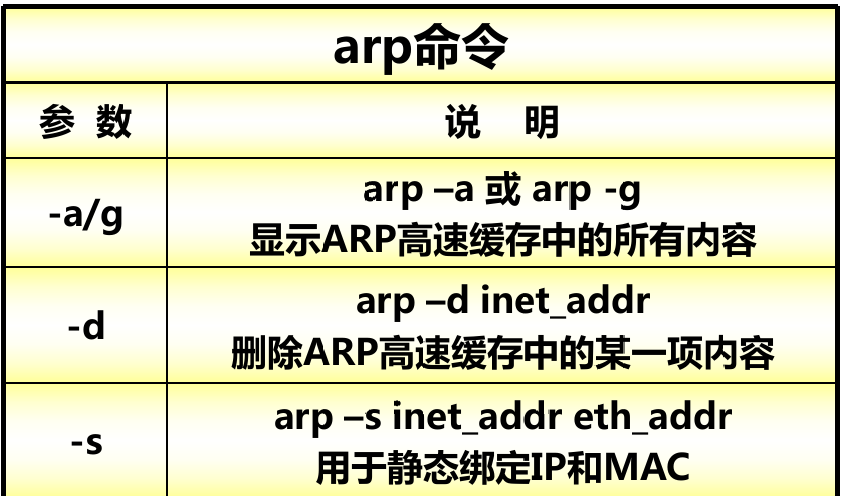 arp命令
参 数
说 明
-a/g
arp –a 或 arp -g
显示ARP高速缓存中的所有内容
-d
arp –d inet_addr
删除ARP高速缓存中的某一项内容
-s
arp –s inet_addr eth_addr
用于静态绑定IP和MAC